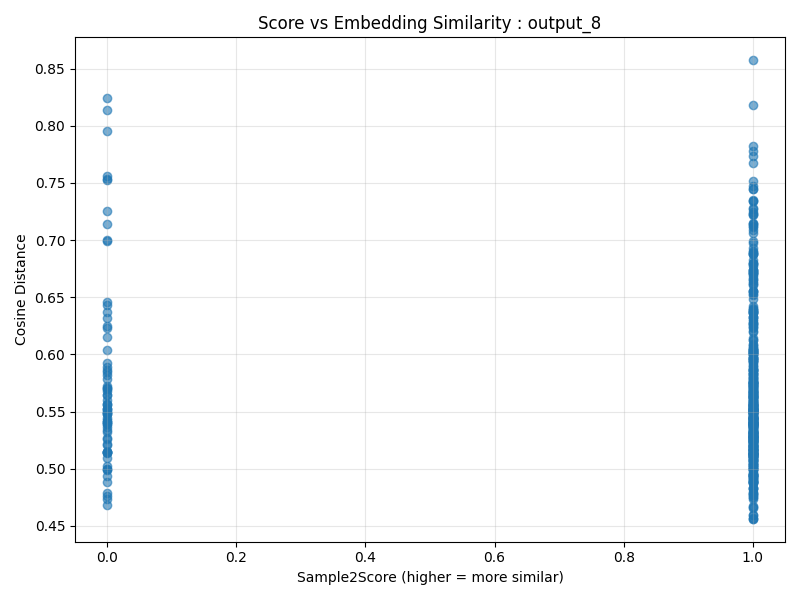 Score vs Embedding Similarity : output_8
Cosine Distance
0.85
0.80
0.75
0.70
0.65
0.60
0.55
0.50
0.45
0.0 0.2 0.4 0.6 0.8 1.0
Sample2Score (higher = more similar)